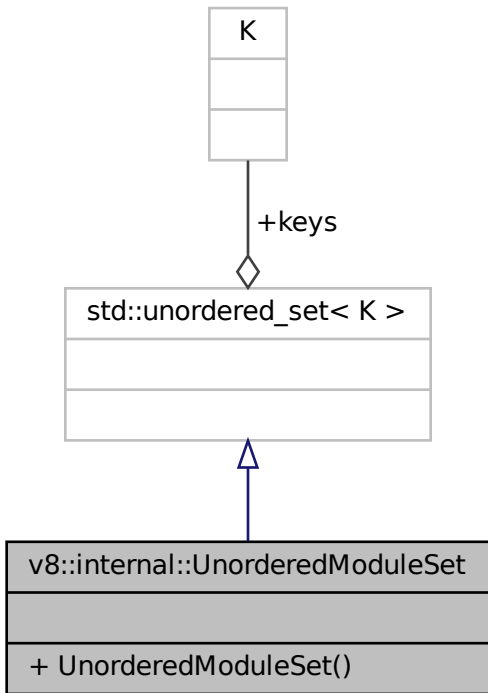 K
+keys
std::unordered_set< K >
v8::internal::UnorderedModuleSet
+ UnorderedModuleSet()